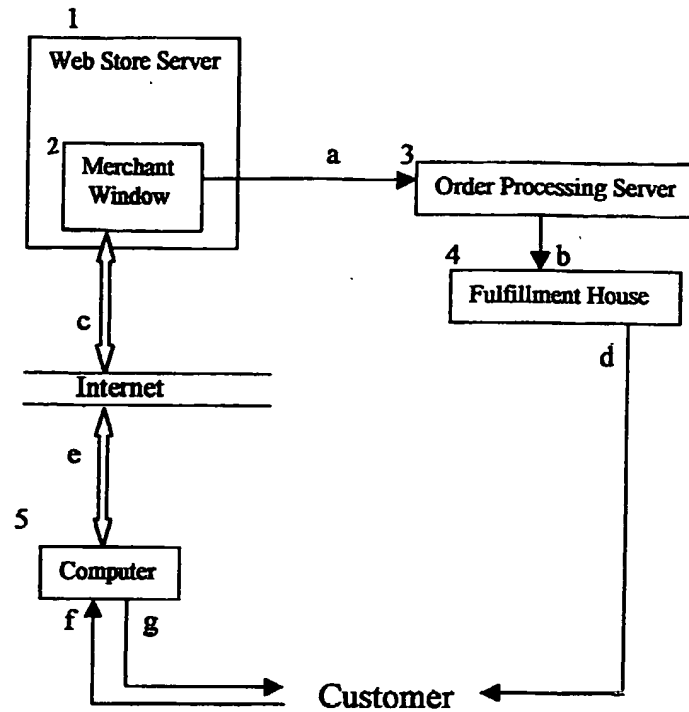 1
Web Store Server
2
Merchant
Window
a
3
Order Processing Server
b
4
Fulfillment House
c
d
Internet
e
5
Computer
f
g
Customer